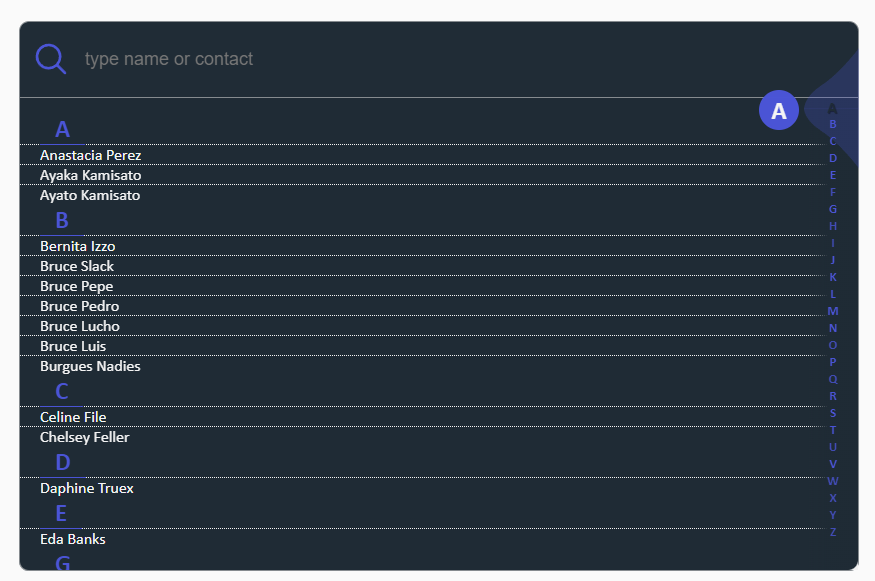 type name or contact
A
A
Anastacia Perez
Ayaka Kamisato
Ayato Kamisato
B
Bernita Izzo
Bruce Slack
Bruce Pepe
Bruce Pedro
Bruce Lucho
Bruce Luis
Burgues Nadies
C
Celine File
Chelsey Feller
D
Daphine Truex
E
Eda Banks
G
A
B
C
D
E
F
G
H
I
J
K
L
M
N
O
P
Q
R
S
T
U
V
W
X
Y
Z